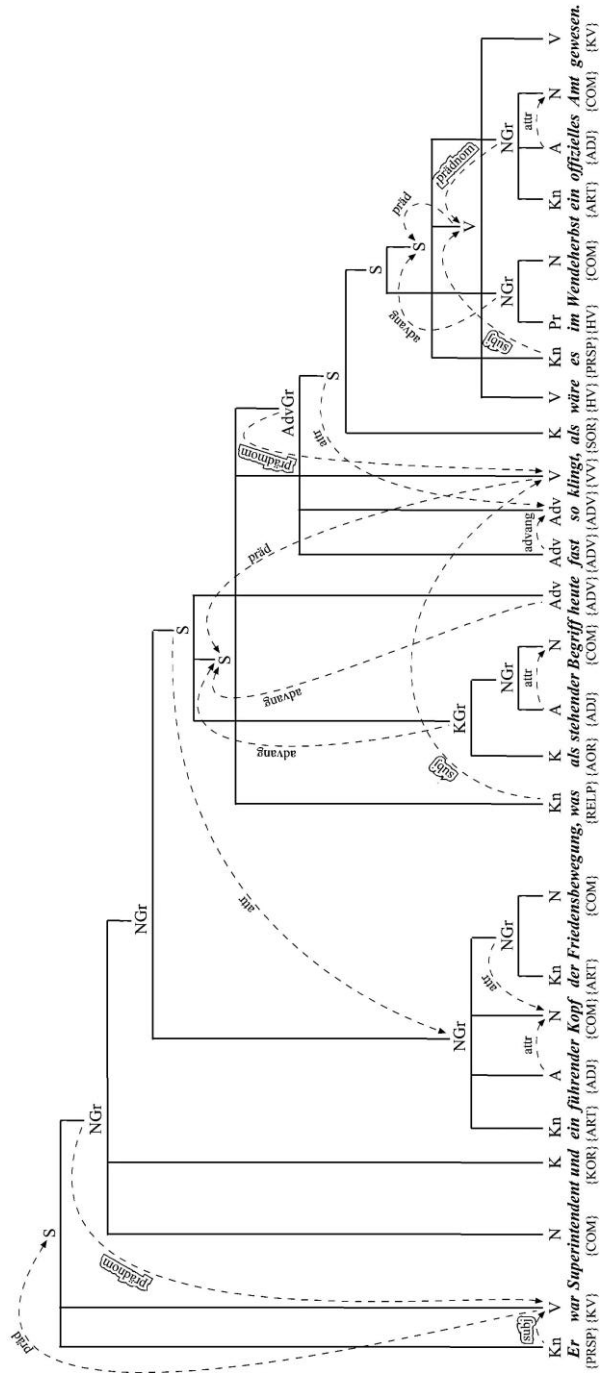 präd
S
NGr
prädnom
NGr
S
S
attr
advang advang präd prädnom
AdvGr
attr
S
S
advang präd
S
subj prädnom
NGr KGr V
attr
NGr NGr NGr NGr
subj
subj attr attr advang attr
Kn V N K Kn A N Kn N Kn K A N Adv Adv Adv V K V Kn Pr N Kn A N V
Er war Superintendent und ein führender Kopf der Friedensbewegung, was als stehender Begriff heute fast so klingt, als wäre es im Wendeherbst ein offizielles Amt gewesen.
{PRSP} {KV} {COM} {KOR} {ART} {ADJ} {COM} {ART} {COM} {RELP} {AOR} {ADJ} {COM} {ADV} {ADV} {ADV} {VV} {SOR} {HV} {PRSP} {HV} {COM} {ART} {ADJ} {COM} {KV}